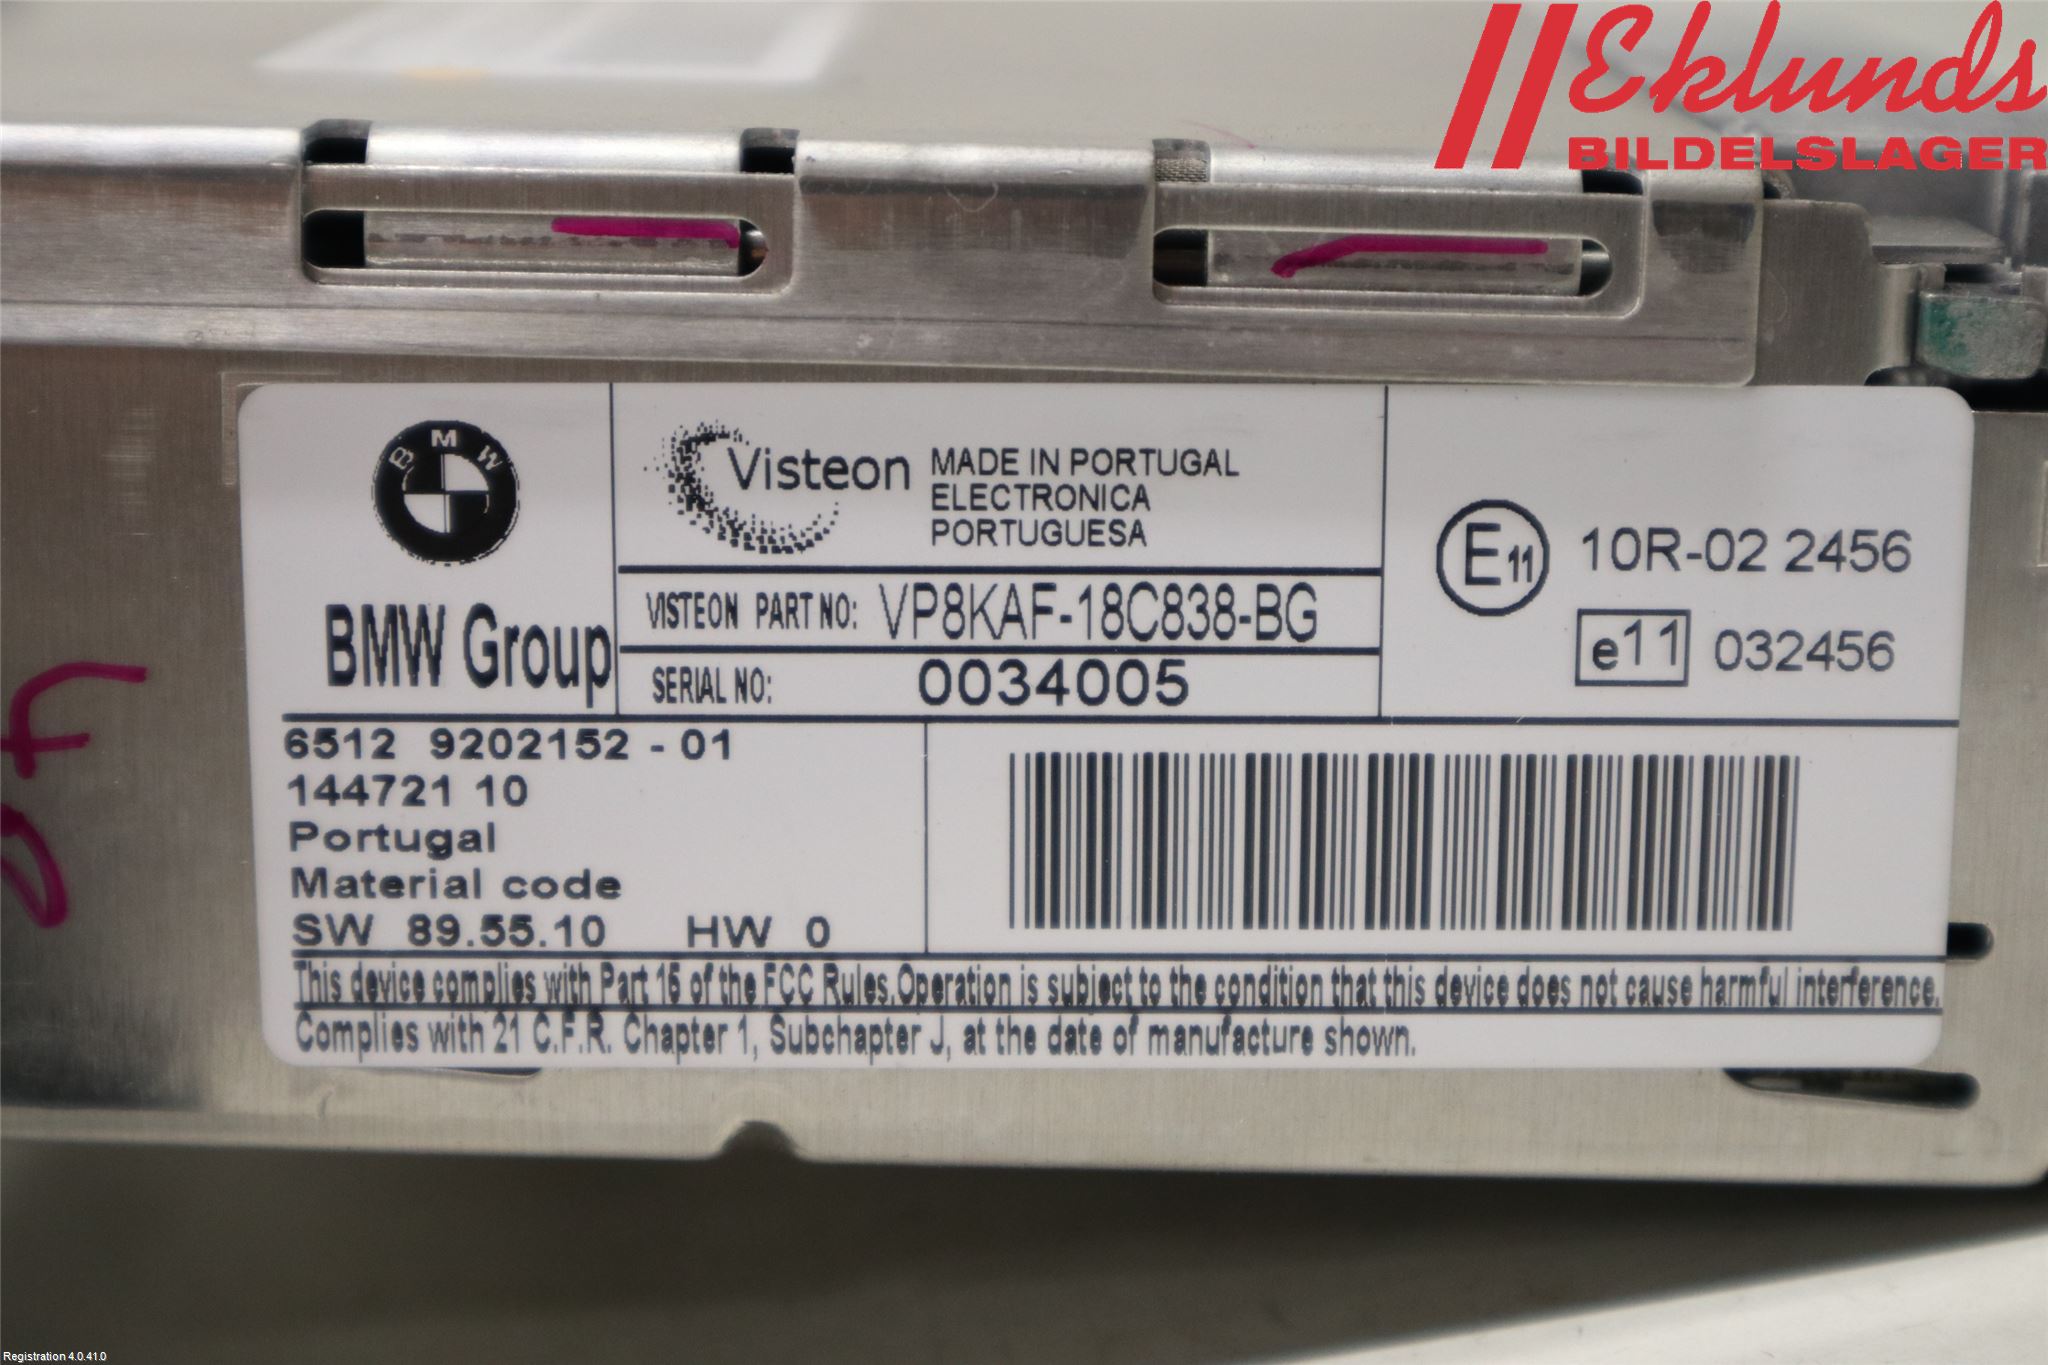 Eklunds
BILDELSLAGER
BMW
BMW Group
Visteon
MADE IN PORTUGAL
ELECTRONICA
PORTUGUESA
VISTEON PART NO: VP8KAF-18C838-BG
SERIAL NO: 0034005
E11 10R-02 2456
e11 032456
6512 9202152 - 01
144721 10
Portugal
Material code
SW 89.55.10 HW 0
This device complies with Part 15 of the FCC Rules.Operation is subject to the condition that this device does not cause harmful interference.
Complies with 21 C.F.R. Chapter 1, Subchapter J, at the date of manufacture shown.
Registration 4.0.41.0